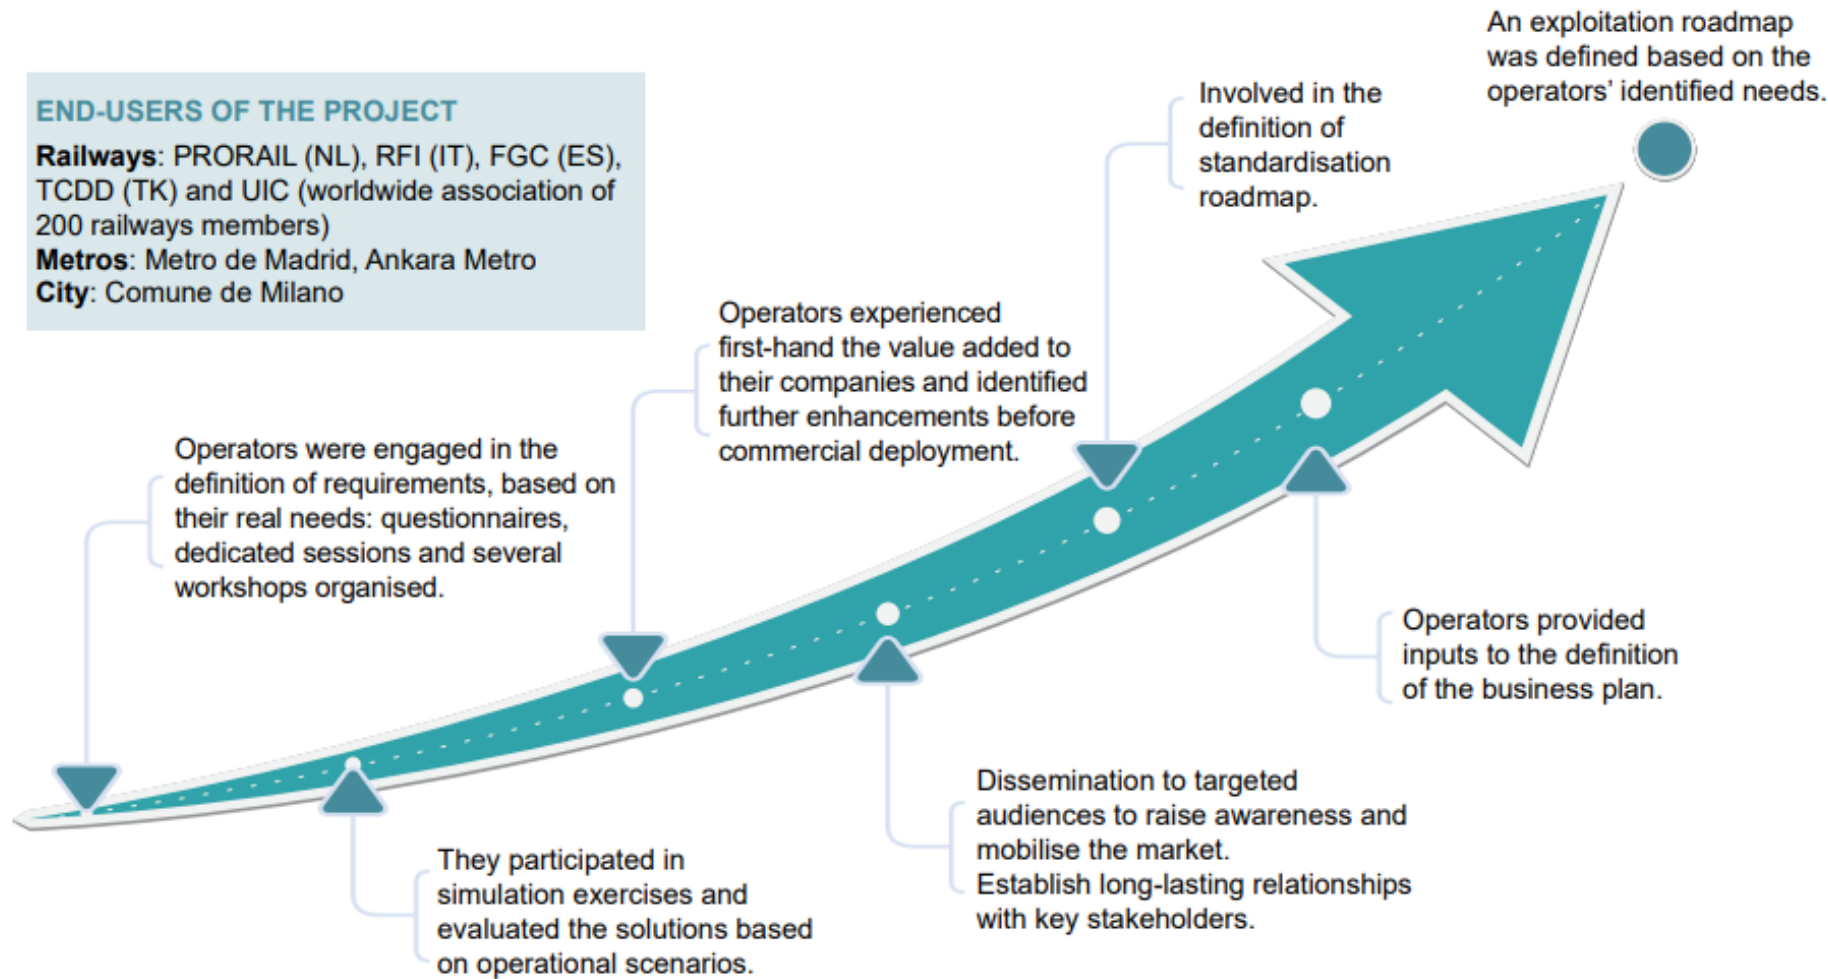 END-USERS OF THE PROJECT
Railways: PRORAIL (NL), RFI (IT), FGC (ES),
TCDD (TK) and UIC (worldwide association of
200 railways members)
Metros: Metro de Madrid, Ankara Metro
City: Comune de Milano
Operators were engaged in the
definition of requirements, based on
their real needs: questionnaires,
dedicated sessions and several
workshops organised.
They participated in
simulation exercises and
evaluated the solutions based
on operational scenarios.
Operators experienced
first-hand the value added to
their companies and identified
further enhancements before
commercial deployment.
Dissemination to targeted
audiences to raise awareness and
mobilise the market.
Establish long-lasting relationships
with key stakeholders.
Involved in the
definition of
standardisation
roadmap.
Operators provided
inputs to the definition
of the business plan.
An exploitation roadmap
was defined based on the
operators’ identified needs.